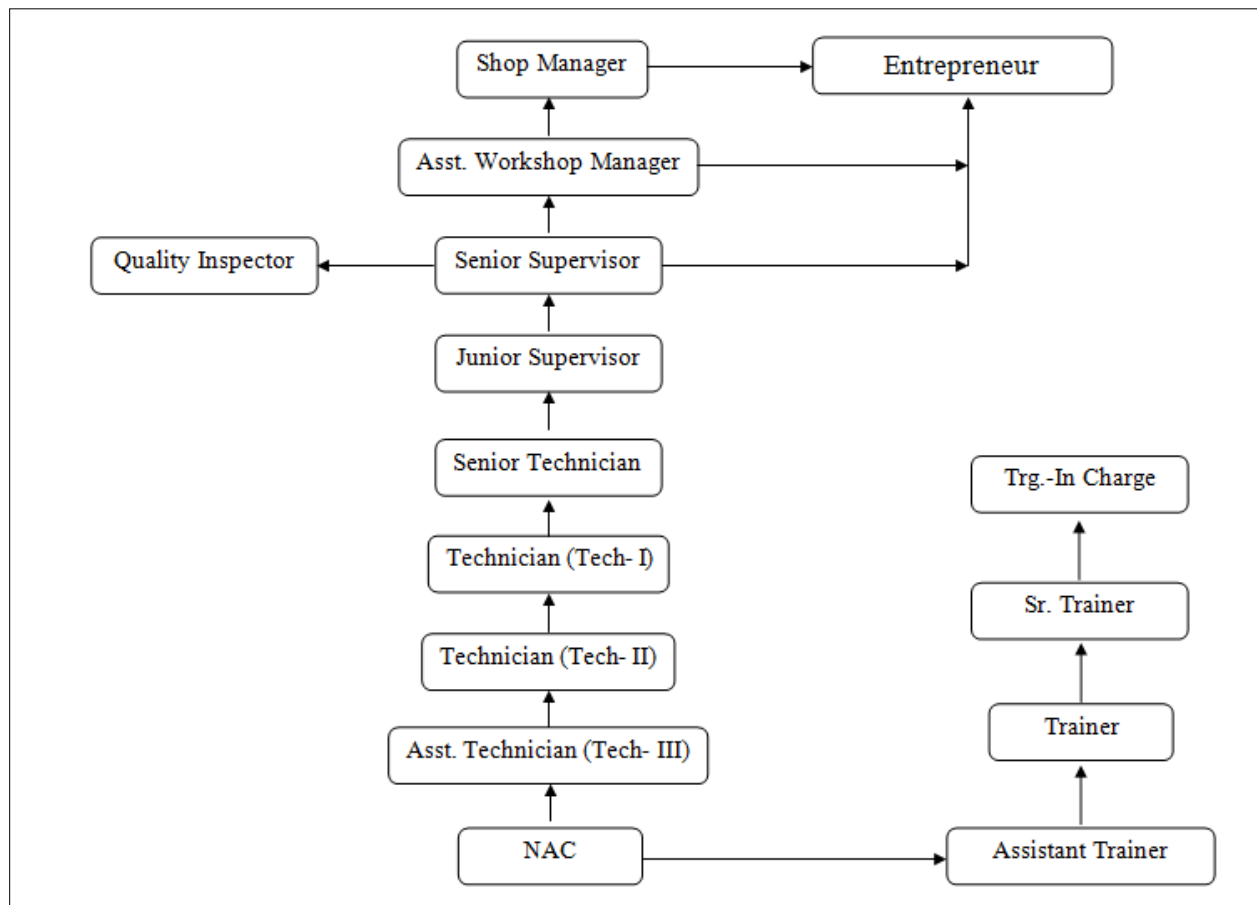 Shop Manager
Entrepreneur
Asst. Workshop Manager
Quality Inspector
Senior Supervisor
Junior Supervisor
Senior Technician
Trg.-In Charge
Technician (Tech- I)
Sr. Trainer
Technician (Tech- II)
Trainer
Asst. Technician (Tech- III)
NAC
Assistant Trainer